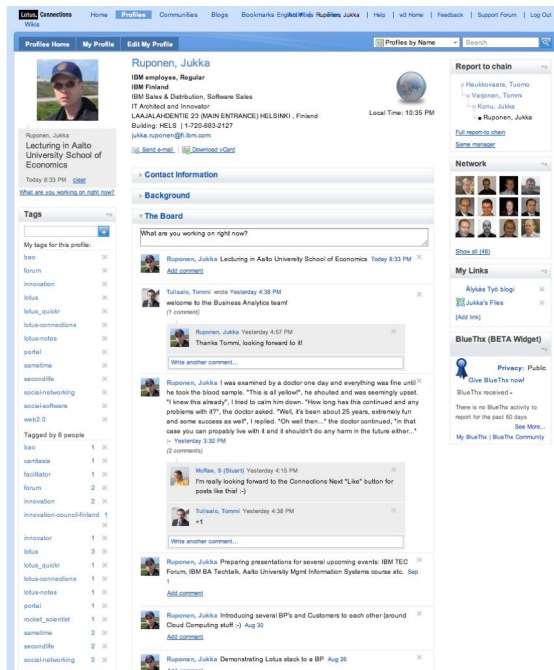 Lotus. Connections
Home Profiles Communities Blogs Bookmarks
Ruponen, Jukka | Help | w3 Home | Feedback | Support Forum | Log Out
Wikis
Profiles Home My Profile Edit My Profile
Profiles by Name Search
Ruponen, Jukka
IBM employee, Regular
IBM Finland
IBM Sales & Distribution, Software Sales
IT Architect and Innovator
LAAJALAHDENTIE 23 (MAIN ENTRANCE) HELSINKI , Finland
Building: HELS | 1-720-663-2127
jukka.ruponen@fi.ibm.com
Send e-mail Download vCard
Local Time: 10:35 PM
Ruponen, Jukka
Lecturing in Aalto
University School of
Economics
Today 8:33 PM clear
What are you working on right now?
Tags
My tags for this profile:
bao
forum
innovation
lotus
lotus_quickr
lotus-connections
lotus-notes
portal
sametime
secondlife
social-networking
social-software
web2.0
Tagged by 6 people
bao 1
camtasia 1
facilitator 1
forum 2
innovation 2
innovation-council-finland 1
innovator 1
lotus 3
lotus_quickr 1
lotus-connections 1
lotus-notes 1
portal 1
rocket_scientist 1
sametime 2
secondlife 2
social-networking 2
Contact Information
Background
The Board
What are you working on right now?
Ruponen, Jukka Lecturing in Aalto University School of Economics Today 8:33 PM
Add comment
Tulisalo, Tommi wrote Yesterday 4:38 PM
welcome to the Business Analytics team!
(1 comment)
Ruponen, Jukka Yesterday 4:57 PM
Thanks Tommi, looking forward to it!
Write another comment...
Ruponen, Jukka I was examined by a doctor one day and everything was fine until
he took the blood sample. "This is all yellow!", he shouted and was seemingly upset.
"I knew this already", I tried to calm him down. "How long has this continued and any
problems with it?", the doctor asked. "Well, it's been about 25 years, extremely fun
and some success as well", I replied. "Oh well then..." the doctor continued, "in that
case you can propably live with it and it shouldn't do any harm in the future either..."
:- Yesterday 3:32 PM
(2 comments)
McRae, S (Stuart) Yesterday 4:15 PM
I'm really looking forward to the Connections Next "Like" button for
posts like this! :-)
Tulisalo, Tommi Yesterday 4:38 PM
+1
Write another comment...
Ruponen, Jukka Preparing presentations for several upcoming events: IBM TEC
Forum, IBM BA Techtalk, Aalto University Mgmt Information Systems course etc. Sep
1
Add comment
Ruponen, Jukka Introducing several BP's and Customers to each other (around
Cloud Computing stuff :-) Aug 30
Add comment
Ruponen, Jukka Demonstrating Lotus stack to a BP Aug 26
Add comment
Report to chain
Haukkovaara, Tuomo
Varjonen, Tommi
Konu, Jukka
Ruponen, Jukka
Full report-to chain
Same manager
Network
Show all (46)
My Links
Älykäs Työ blogi
Jukka's Files
[Add link]
BlueThx (BETA Widget)
Privacy: Public
Give BlueThx now!
BlueThx received
There is no BlueThx activity to
report for the past 60 days
See More...
My BlueThx | BlueThx Community